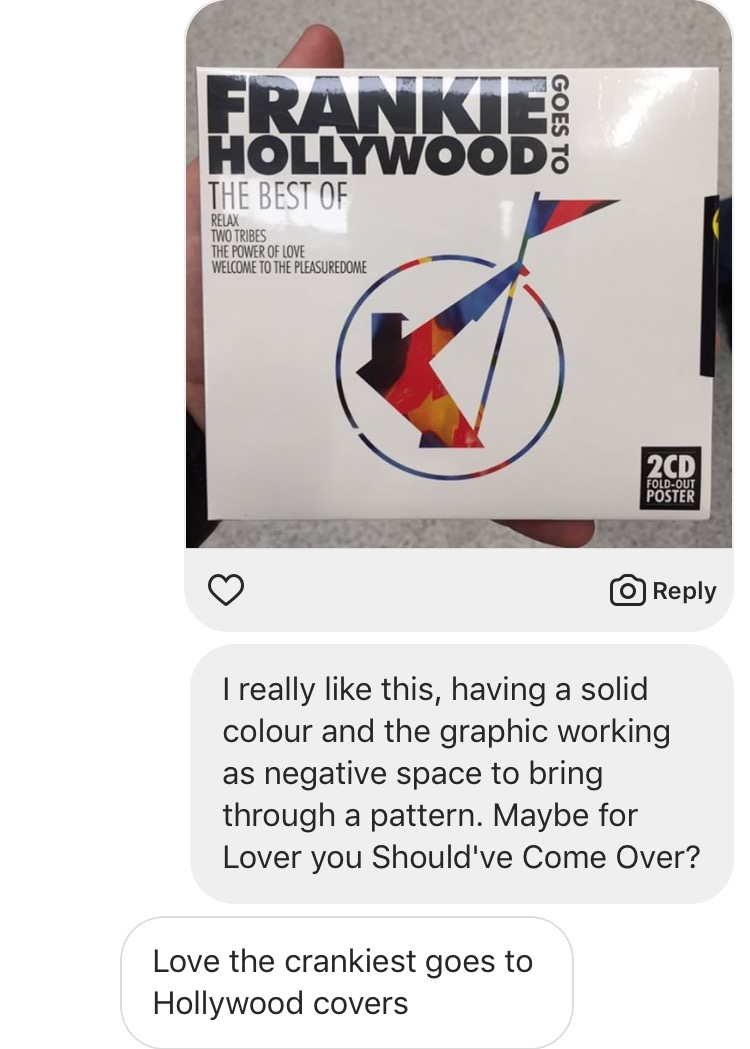 FRANKIE
GOES TO
HOLLYWOOD
THE BEST OF
RELAX
TWO TRIBES
THE POWER OF LOVE
WELCOME TO THE PLEASUREDOME
2CD
FOLD-OUT
POSTER
Reply
I really like this, having a solid
colour and the graphic working
as negative space to bring
through a pattern. Maybe for
Lover you Should've Come Over?
Love the crankiest goes to
Hollywood covers